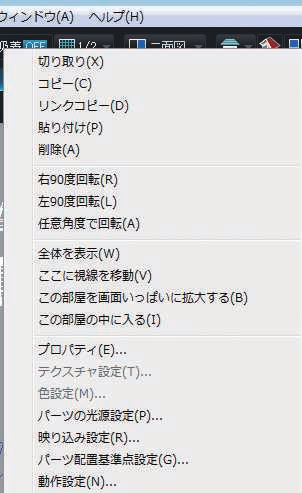 ウィンドウ(A) ヘルプ(H)
吸着 OFF 1/2 二面図
切り取り(X)
コピー(C)
リンクコピー(D)
貼り付け(P)
削除(A)
右90度回転(R)
左90度回転(L)
任意角度で回転(A)
全体を表示(W)
ここに視線を移動(V)
この部屋を画面いっぱいに拡大する(B)
この部屋の中に入る(I)
プロパティ(E)...
テクスチャ設定(T)...
色設定(M)...
パーツの光源設定(P)...
映り込み設定(R)...
パーツ配置基準点設定(G)...
動作設定(N)...